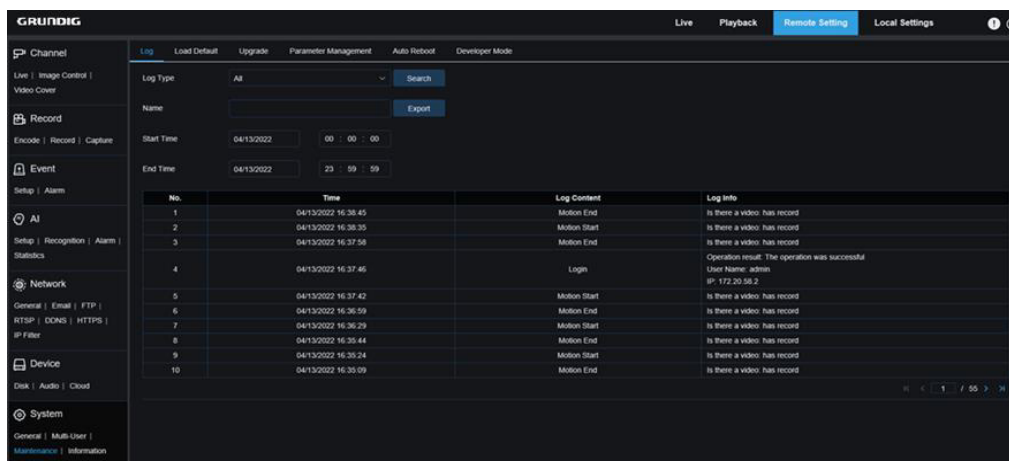 GRUNDIG
Live Playback Remote Setting Local Settings
Channel
Live | Image Control |
Video Cover
Record
Encode | Record | Capture
Event
Setup | Alarm
AI
Setup | Recognition | Alarm |
Statistics
Network
General | Email | FTP |
RTSP | DDNS | HTTPS |
IP Filter
Device
Disk | Audio | Cloud
System
General | Multi-User |
Maintenance | Information
Log Load Default Upgrade Parameter Management Auto Reboot Developer Mode
Log Type All Search
Name Export
Start Time 04/13/2022 00 : 00 : 00
End Time 04/13/2022 23 : 59 : 59
No. Time Log Content Log Info
1 04/13/2022 16:38:45 Motion End Is there a video: has record
2 04/13/2022 16:38:35 Motion Start Is there a video: has record
3 04/13/2022 16:37:58 Motion End Is there a video: has record
4 04/13/2022 16:37:46 Login Operation result: The operation was successful
User Name: admin
IP: 172.20.58.2
5 04/13/2022 16:37:42 Motion Start Is there a video: has record
6 04/13/2022 16:36:59 Motion End Is there a video: has record
7 04/13/2022 16:36:29 Motion Start Is there a video: has record
8 04/13/2022 16:35:44 Motion End Is there a video: has record
9 04/13/2022 16:35:24 Motion Start Is there a video: has record
10 04/13/2022 16:35:09 Motion End Is there a video: has record
1 / 55